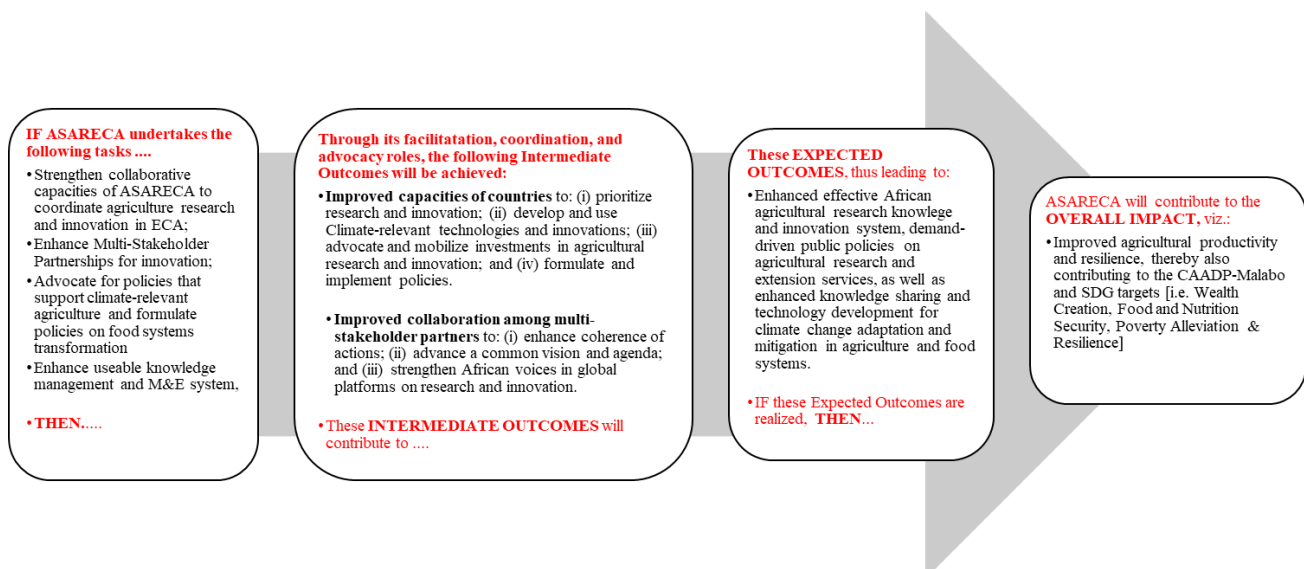 IF ASARECA undertakes the
following tasks ....
•Strengthen collaborative
capacities of ASARECA to
coordinate agriculture research
and innovation in ECA;
•Enhance Multi-Stakeholder
Partnerships for innovation;
•Advocate for policies that
support climate-relevant
agriculture and formulate
policies on food systems
transformation
•Enhance useable knowledge
management and M&E system,
•THEN.....
Through its facilitatation, coordination, and
advocacy roles, the following Intermediate
Outcomes will be achieved:
•Improved capacities of countries to: (i) prioritize
research and innovation; (ii) develop and use
Climate-relevant technologies and innovations; (iii)
advocate and mobilize investments in agricultural
research and innovation; and (iv) formulate and
implement policies.
•Improved collaboration among multi-
stakeholder partners to: (i) enhance coherence of
actions; (ii) advance a common vision and agenda;
and (iii) strengthen African voices in global
platforms on research and innovation.
•These INTERMEDIATE OUTCOMES will
contribute to ....
These EXPECTED
OUTCOMES, thus leading to:
•Enhanced effective African
agricultural research knowlege
and innovation system, demand-
driven public policies on
agricultural research and
extension services, as well as
enhanced knowledge sharing and
technology development for
climate change adaptation and
mitigation in agriculture and food
systems.
•IF these Expected Outcomes are
realized, THEN...
ASARECA will contribute to the
OVERALL IMPACT, viz.:
•Improved agricultural productivity
and resilience, thereby also
contributing to the CAADP-Malabo
and SDG targets [i.e. Wealth
Creation, Food and Nutrition
Security, Poverty Alleviation &
Resilience]